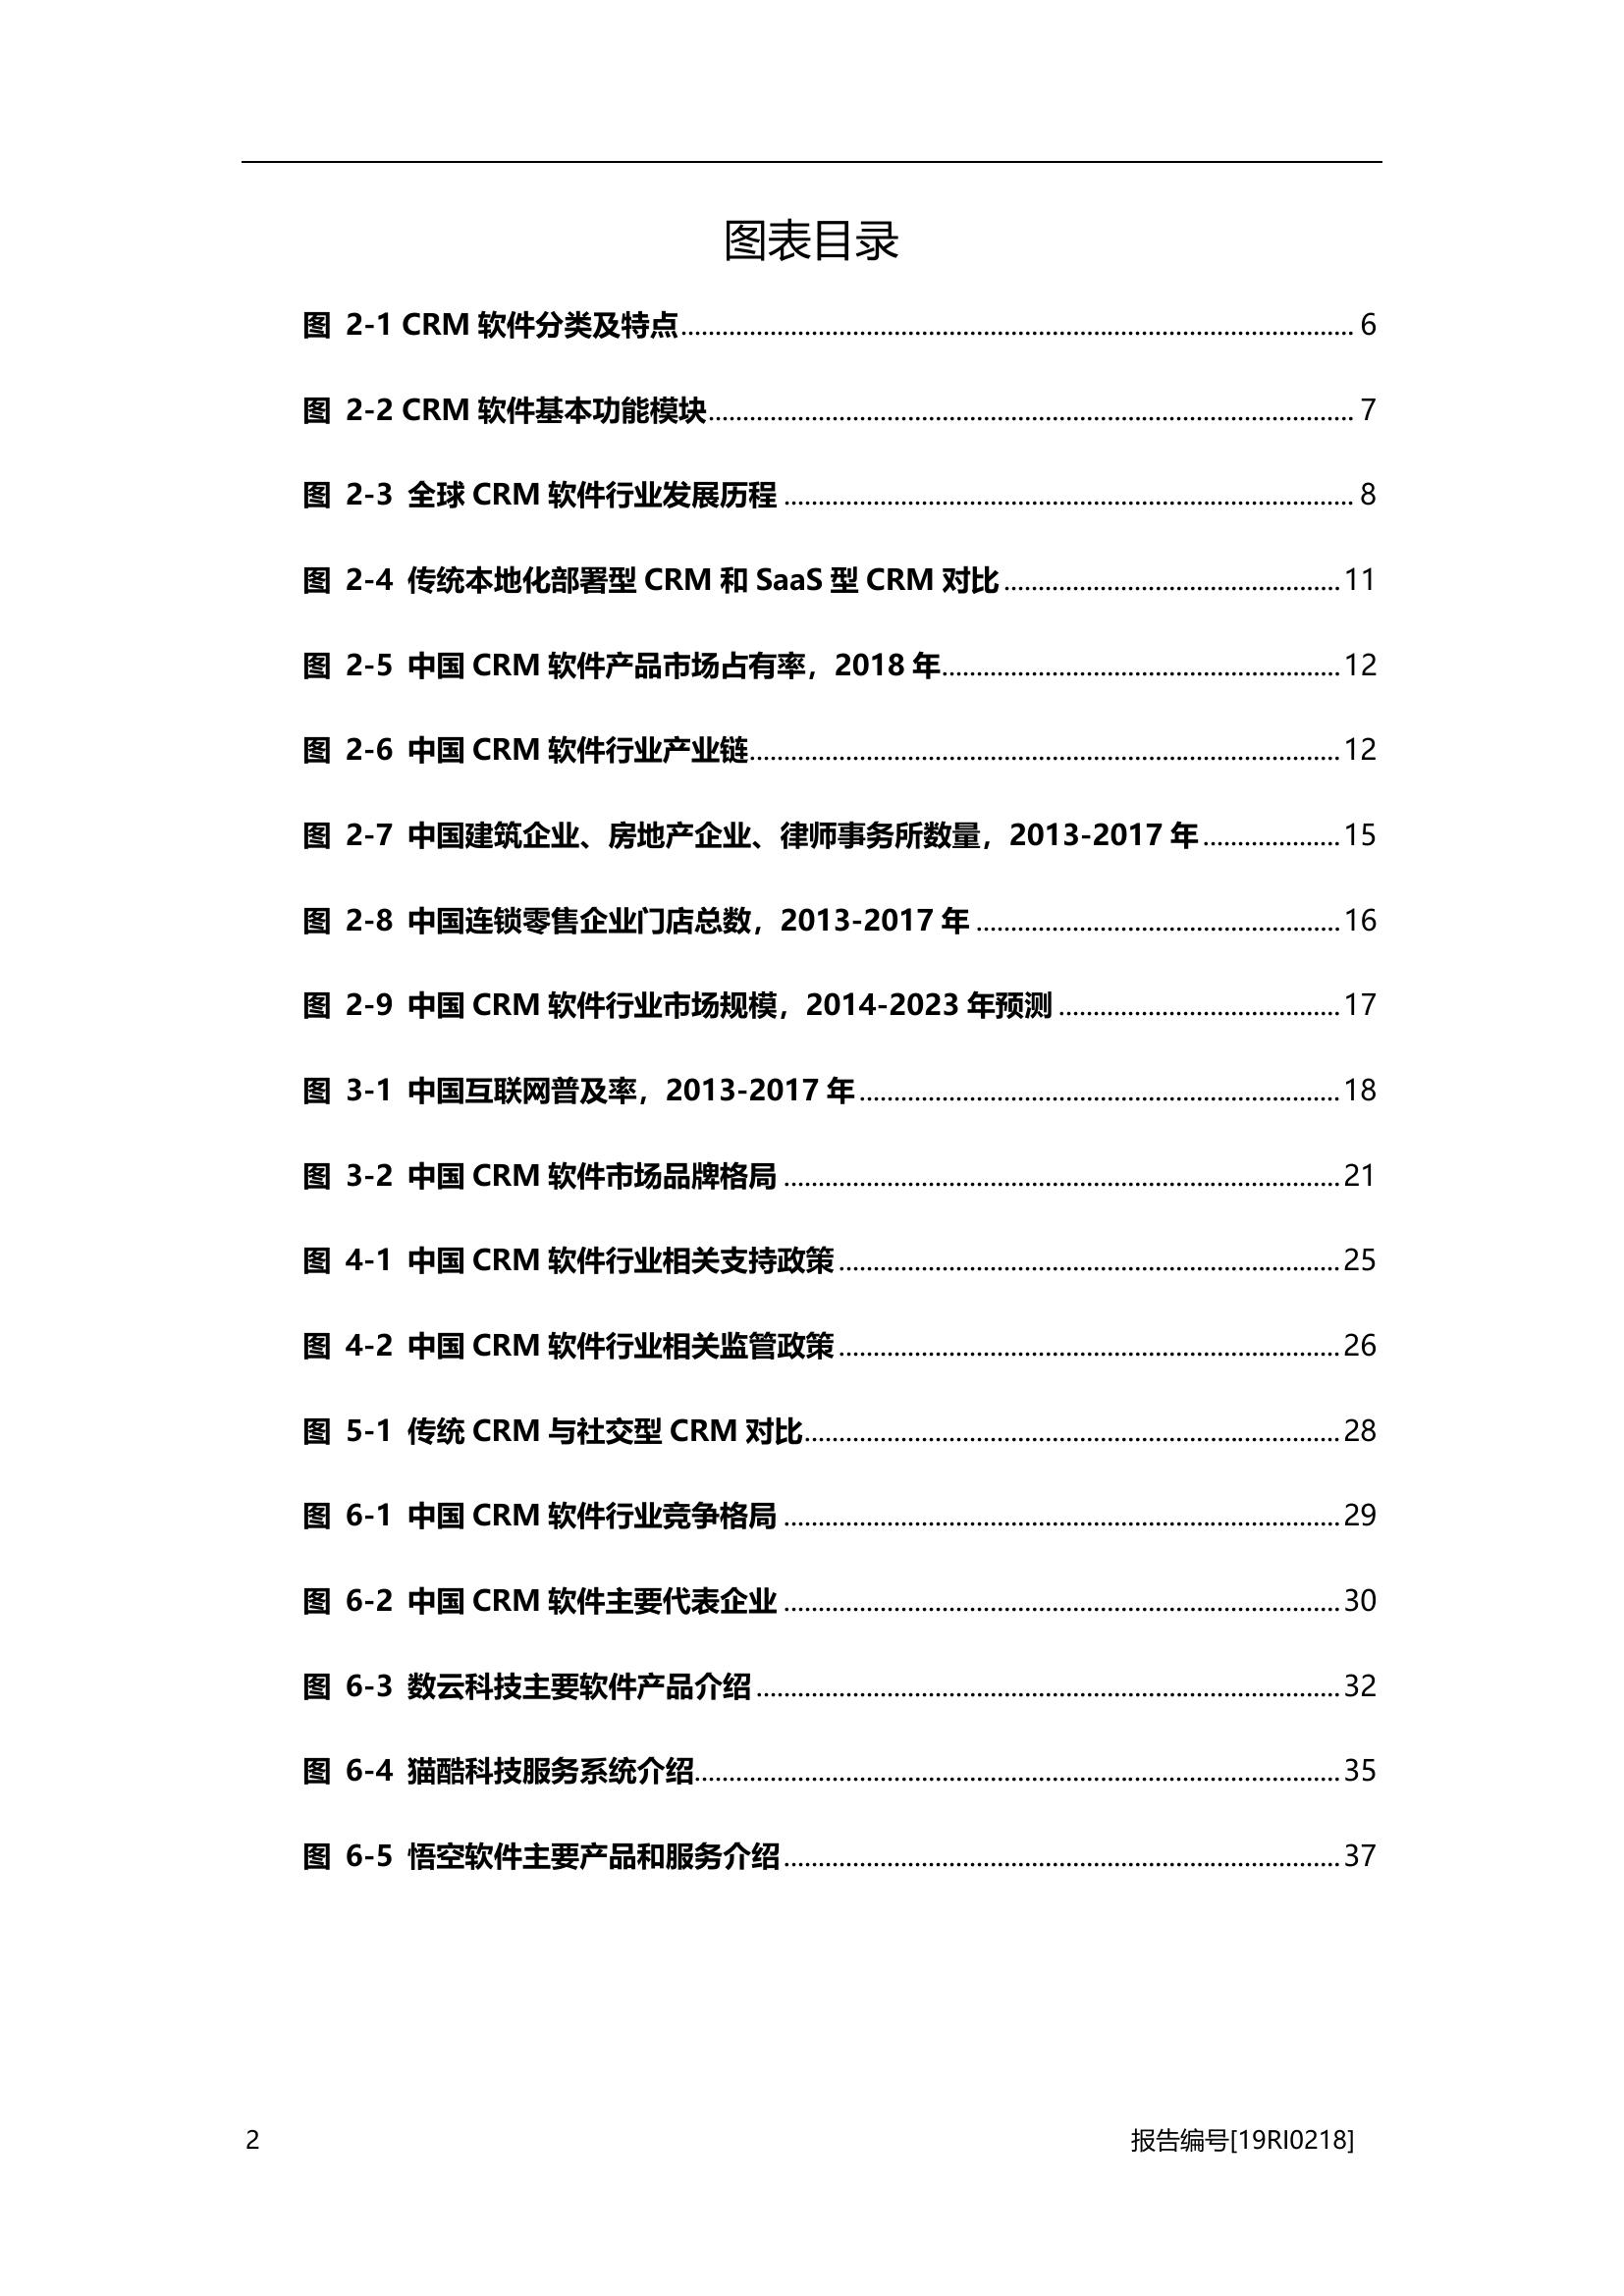 图表目录
图 2-1 CRM 软件分类及特点........................................ 6
图 2-2 CRM 软件基本功能模块........................................ 7
图 2-3 全球 CRM 软件行业发展历程........................................ 8
图 2-4 传统本地化部署型 CRM 和 SaaS 型 CRM 对比........................................ 11
图 2-5 中国 CRM 软件产品市场占有率，2018 年........................................ 12
图 2-6 中国 CRM 软件行业产业链........................................ 12
图 2-7 中国建筑企业、房地产企业、律师事务所数量，2013-2017 年.................... 15
图 2-8 中国连锁零售企业门店总数，2013-2017 年........................................ 16
图 2-9 中国 CRM 软件行业市场规模，2014-2023 年预测........................................ 17
图 3-1 中国互联网普及率，2013-2017 年........................................ 18
图 3-2 中国 CRM 软件市场品牌格局........................................ 21
图 4-1 中国 CRM 软件行业相关支持政策........................................ 25
图 4-2 中国 CRM 软件行业相关监管政策........................................ 26
图 5-1 传统 CRM 与社交型 CRM 对比........................................ 28
图 6-1 中国 CRM 软件行业竞争格局........................................ 29
图 6-2 中国 CRM 软件主要代表企业........................................ 30
图 6-3 数云科技主要软件产品介绍........................................ 32
图 6-4 猫酷科技服务系统介绍........................................ 35
图 6-5 悟空软件主要产品和服务介绍........................................ 37
2 报告编号[19RI0218]